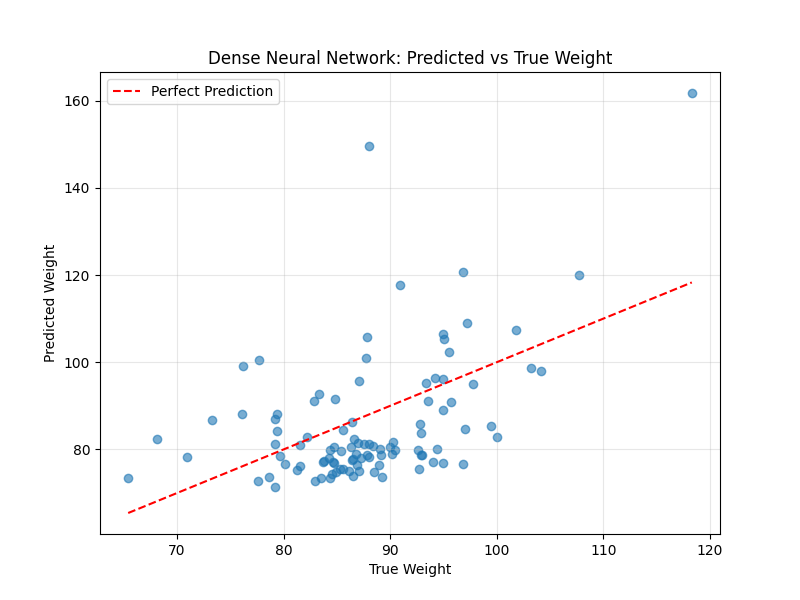 Dense Neural Network: Predicted vs True Weight
Perfect Prediction
160
140
120
100
80
Predicted Weight
70 80 90 100 110 120
True Weight